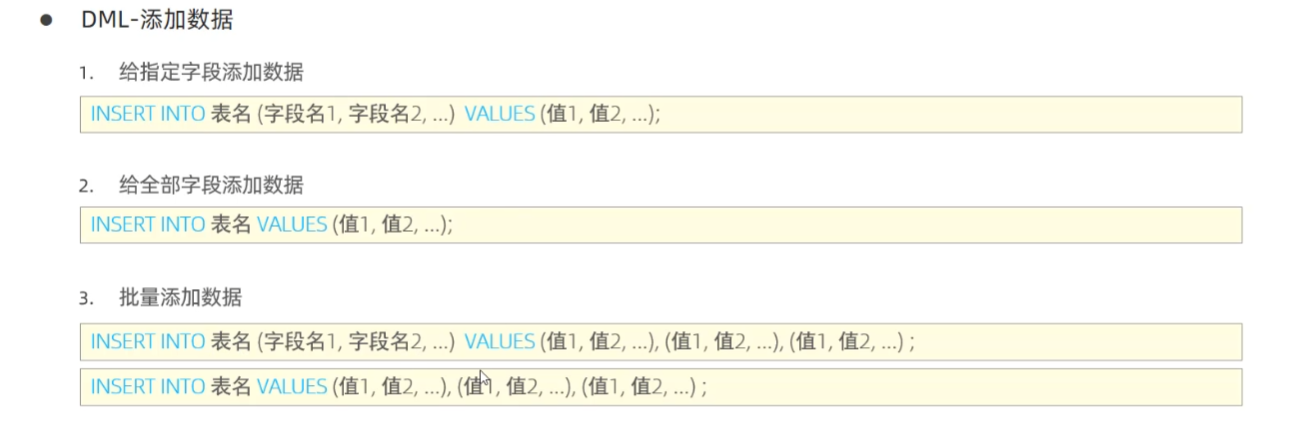 ● DML-添加数据
1. 给指定字段添加数据
INSERT INTO 表名 (字段名1, 字段名2, ...) VALUES (值1, 值2, ...);
2. 给全部字段添加数据
INSERT INTO 表名 VALUES (值1, 值2, ...);
3. 批量添加数据
INSERT INTO 表名 (字段名1, 字段名2, ...) VALUES (值1, 值2, ...), (值1, 值2, ...), (值1, 值2, ...) ;
INSERT INTO 表名 VALUES (值1, 值2, ...), (值1, 值2, ...), (值1, 值2, ...) ;